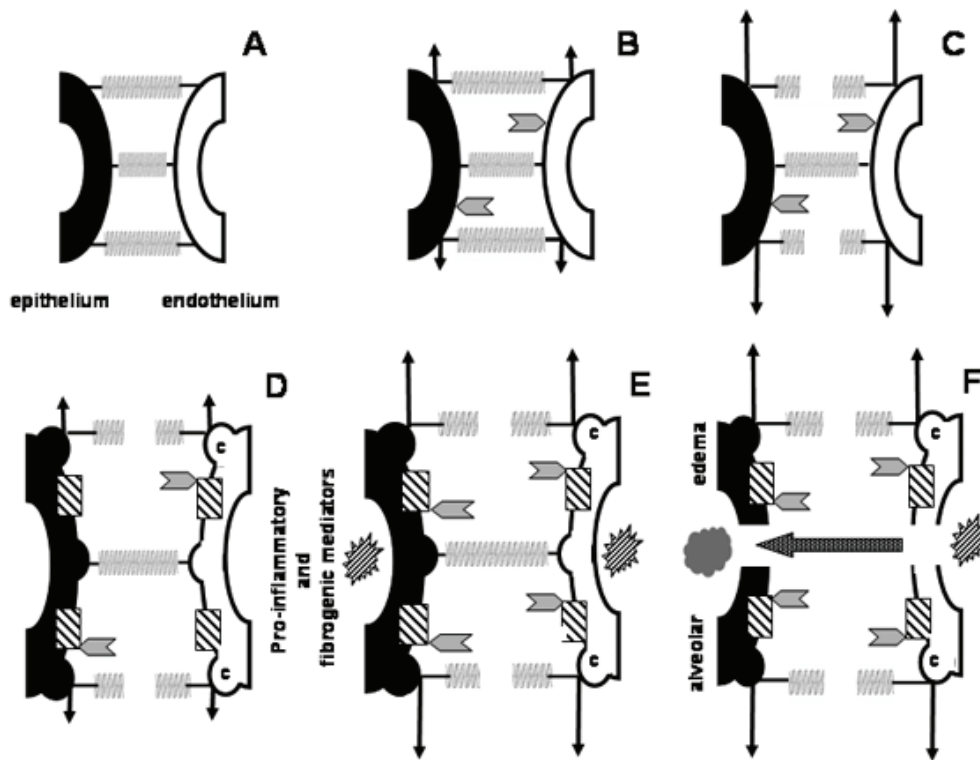 A
B
C
epithelium
endothelium
D
c
c
Pro-inflammatory
and
fibrogenic mediators
E
c
c
F
c
c
edema
alveolar